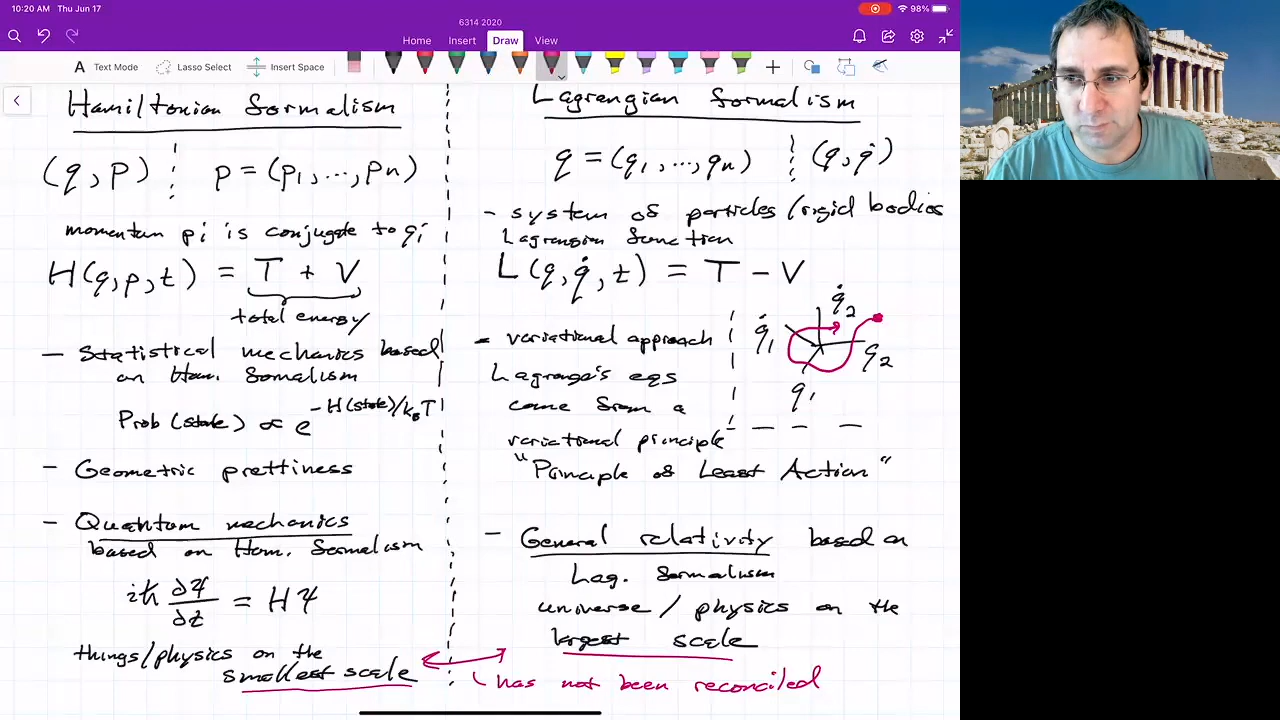 10:20 AM Thu Jun 17
98%
6314 2020
Home Insert Draw View
Text Mode Lasso Select Insert Space
Hamiltonian formalism
(q, p) p = (p1, ..., pn)
momentum pi is conjugate to qi
H(q, p, t) = T + V
total energy
- Statistical mechanics based
on Ham. formalism
Prob (state) ∝ e^-H(state)/kBT
- Geometric prettiness
- Quantum mechanics
based on Ham. formalism
iħ ∂Ψ/∂t = HΨ
things/physics on the
smallest scale
Lagrangian formalism
q = (q1, ..., qn) (q, q̇)
- system of particles/rigid bodies
Lagrangian function
L(q, q̇, t) = T - V
- variational approach
Lagrange's eqs
come from a
variational principle
"Principle of Least Action"
q̇2
q̇1
q2
q1
- General relativity based on
Lag. formalism
universe / physics on the
largest scale
has not been reconciled